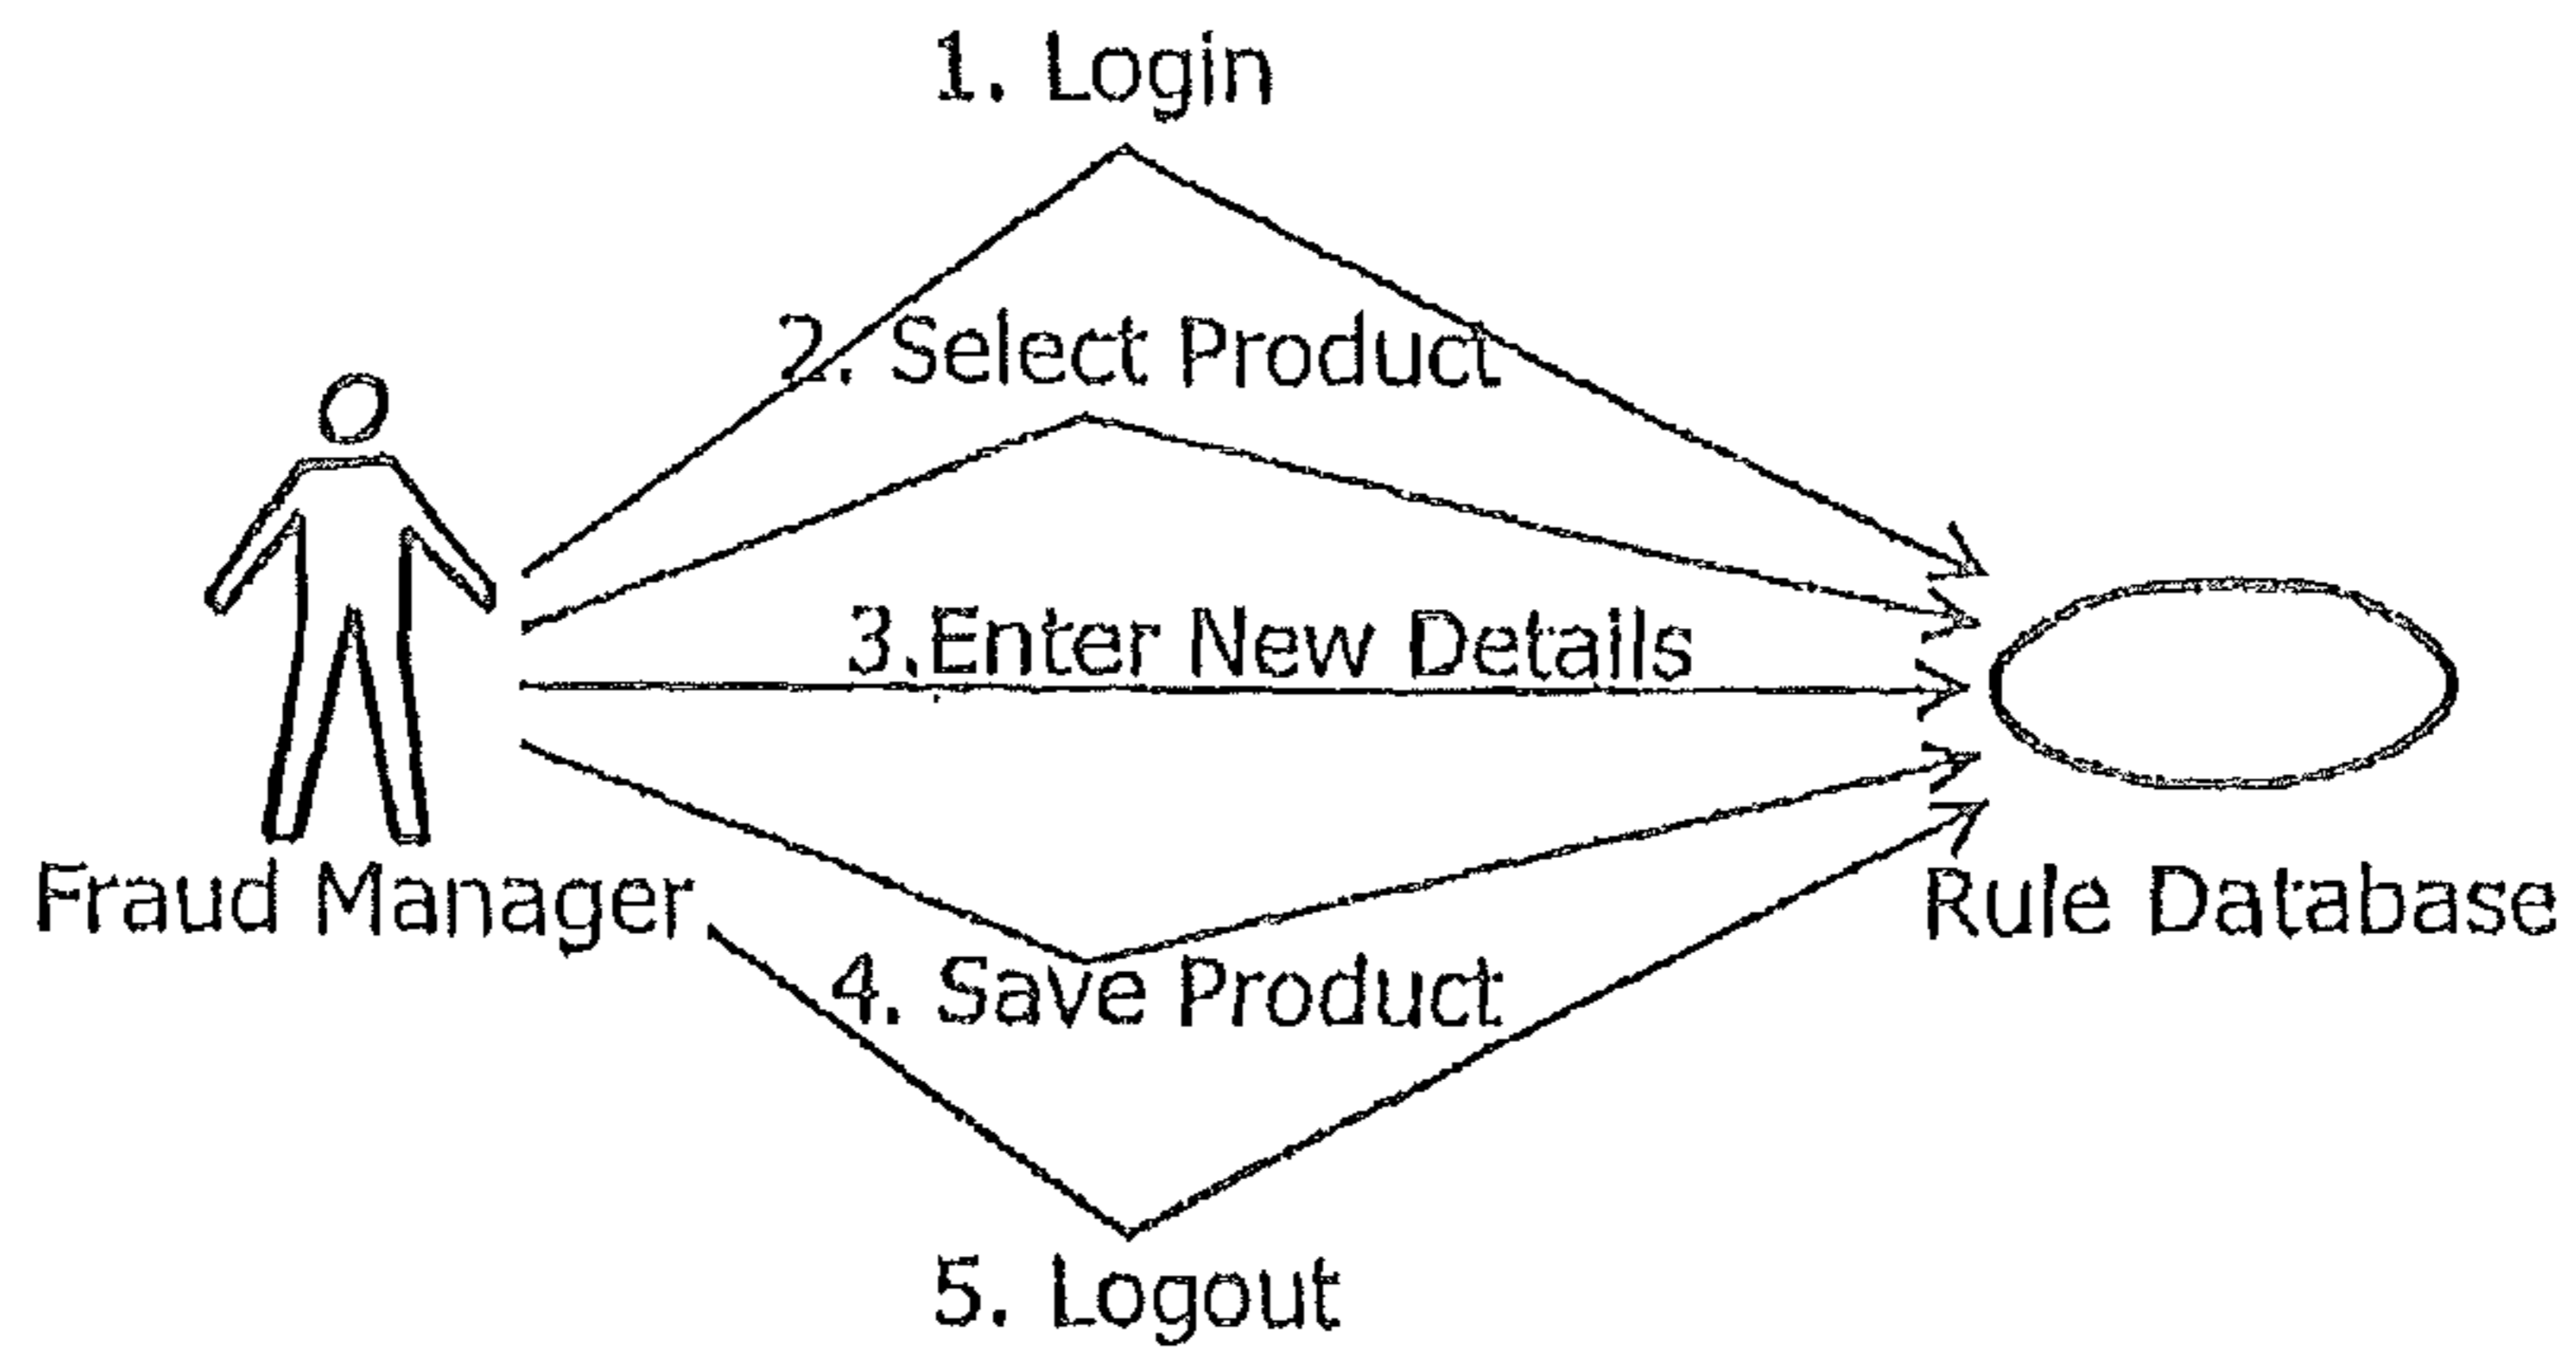 1. Login
2. Select Product
3.Enter New Details
Fraud Manager
Rule Database
4. Save Product
5. Logout